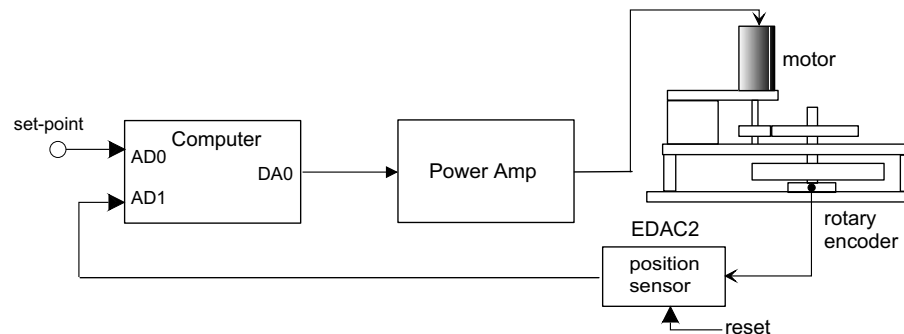 motor
set-point
Computer
AD0
DA0
AD1
Power Amp
rotary
encoder
EDAC2
position
sensor
reset